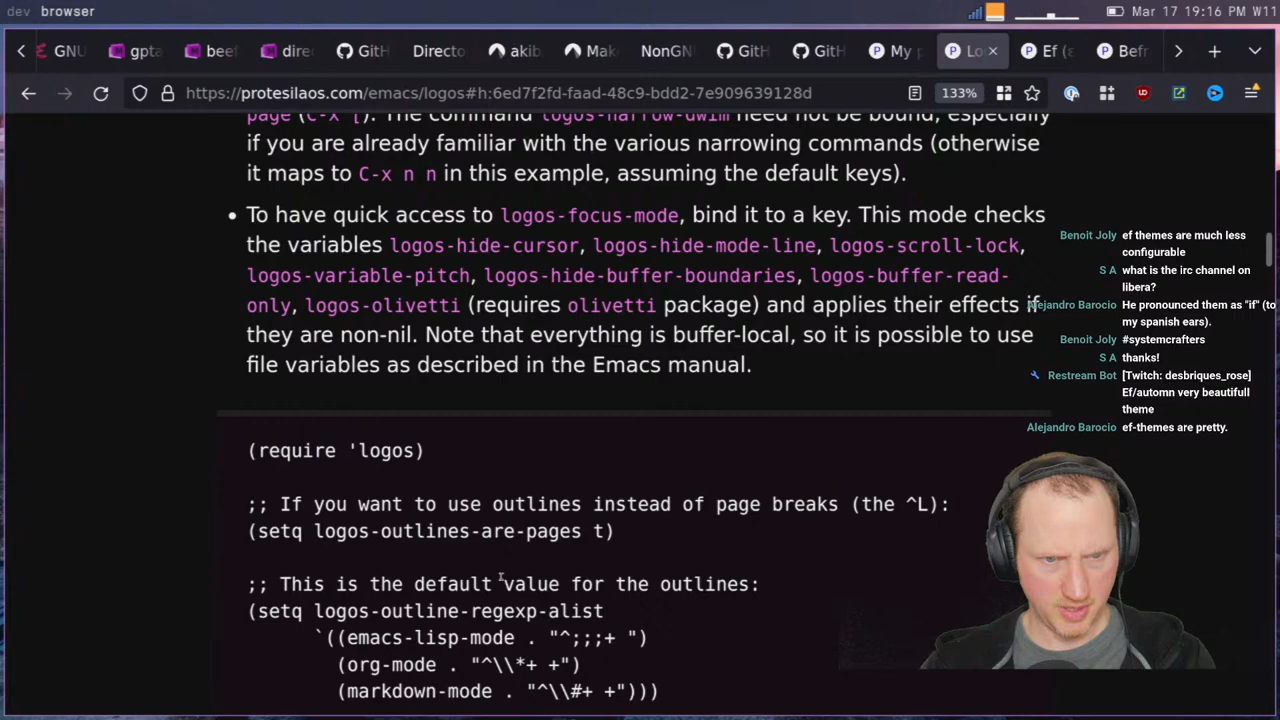 dev browser
Mar 17 19:16 PM W11
GNU
gpta
beef
direc
GitH
Directo
akib
Mak
NonGN
GitH
GitH
My p
Lo
Ef (
Befr
https://protesilaos.com/emacs/logos#h:6ed7f2fd-faad-48c9-bdd2-7e909639128d
133%
page (C-x [). The command logos-narrow-dwim need not be bound, especially
if you are already familiar with the various narrowing commands (otherwise
it maps to C-x n n in this example, assuming the default keys).
• To have quick access to logos-focus-mode, bind it to a key. This mode checks
the variables logos-hide-cursor, logos-hide-mode-line, logos-scroll-lock,
logos-variable-pitch, logos-hide-buffer-boundaries, logos-buffer-read-
only, logos-olivetti (requires olivetti package) and applies their effects if
they are non-nil. Note that everything is buffer-local, so it is possible to use
file variables as described in the Emacs manual.
(require 'logos)
;; If you want to use outlines instead of page breaks (the ^L):
(setq logos-outlines-are-pages t)
;; This is the default value for the outlines:
(setq logos-outline-regexp-alist
`((emacs-lisp-mode . "^;;;+ ")
(org-mode . "^\\*+ +")
(markdown-mode . "^\\#+ +")))
Benoit Joly ef themes are much less
configurable
S A what is the irc channel on
libera?
Alejandro Barocio He pronounced them as "if" (to
my spanish ears).
Benoit Joly #systemcrafters
S A thanks!
Restream Bot [Twitch: desbriques_rose]
Ef/automn very beautifull
theme
Alejandro Barocio ef-themes are pretty.